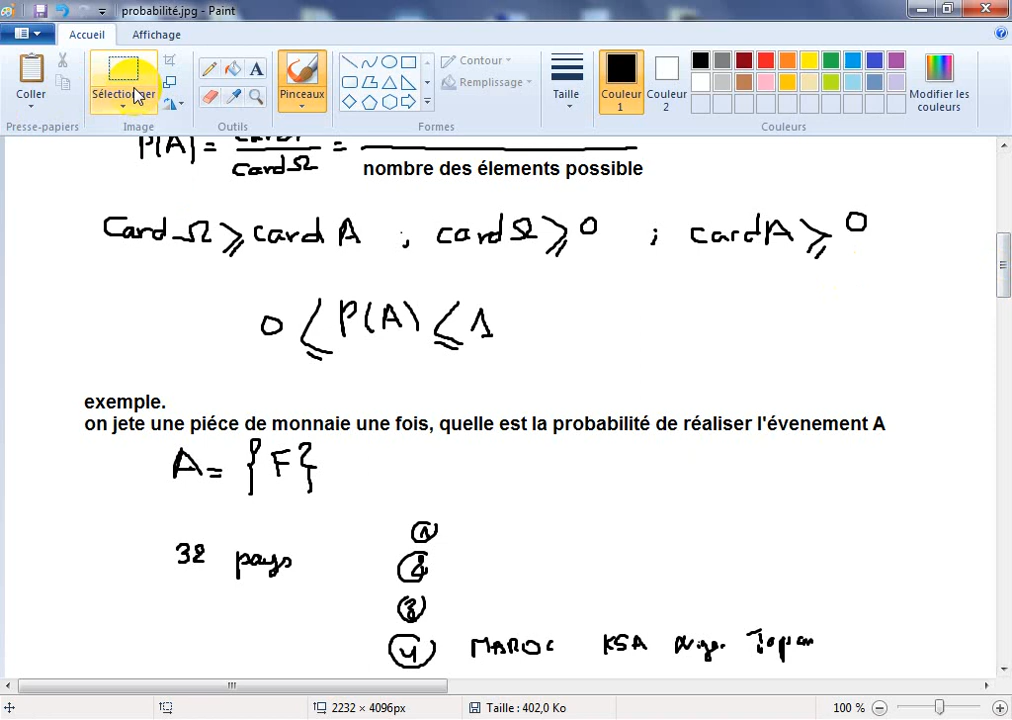 probabilité.jpg - Paint
Accueil Affichage
Coller
Sélectionner
Pinceaux
Contour
Remplissage
Taille
Couleur 1
Couleur 2
Modifier les couleurs
Presse-papiers Image Outils Formes Couleurs
P(A) = / card Ω =
nombre des élements possible
Card Ω ⩾ card A ; card Ω ⩾ 0 ; card A ⩾ 0
0 ⩽ P(A) ⩽ 1
exemple.
on jete une piéce de monnaie une fois, quelle est la probabilité de réaliser l'évenement A
A = {F}
1
32 pays 2
3
4 MAROC KSA Japan
2232 × 4096px Taille : 402,0 Ko 100 %